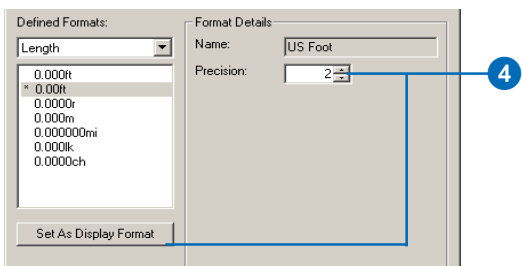 Defined Formats:
Length
0.000ft
* 0.00ft
0.0000r
0.000m
0.000000mi
0.000lk
0.0000ch
Set As Display Format
Format Details
Name: US Foot
Precision: 2
4